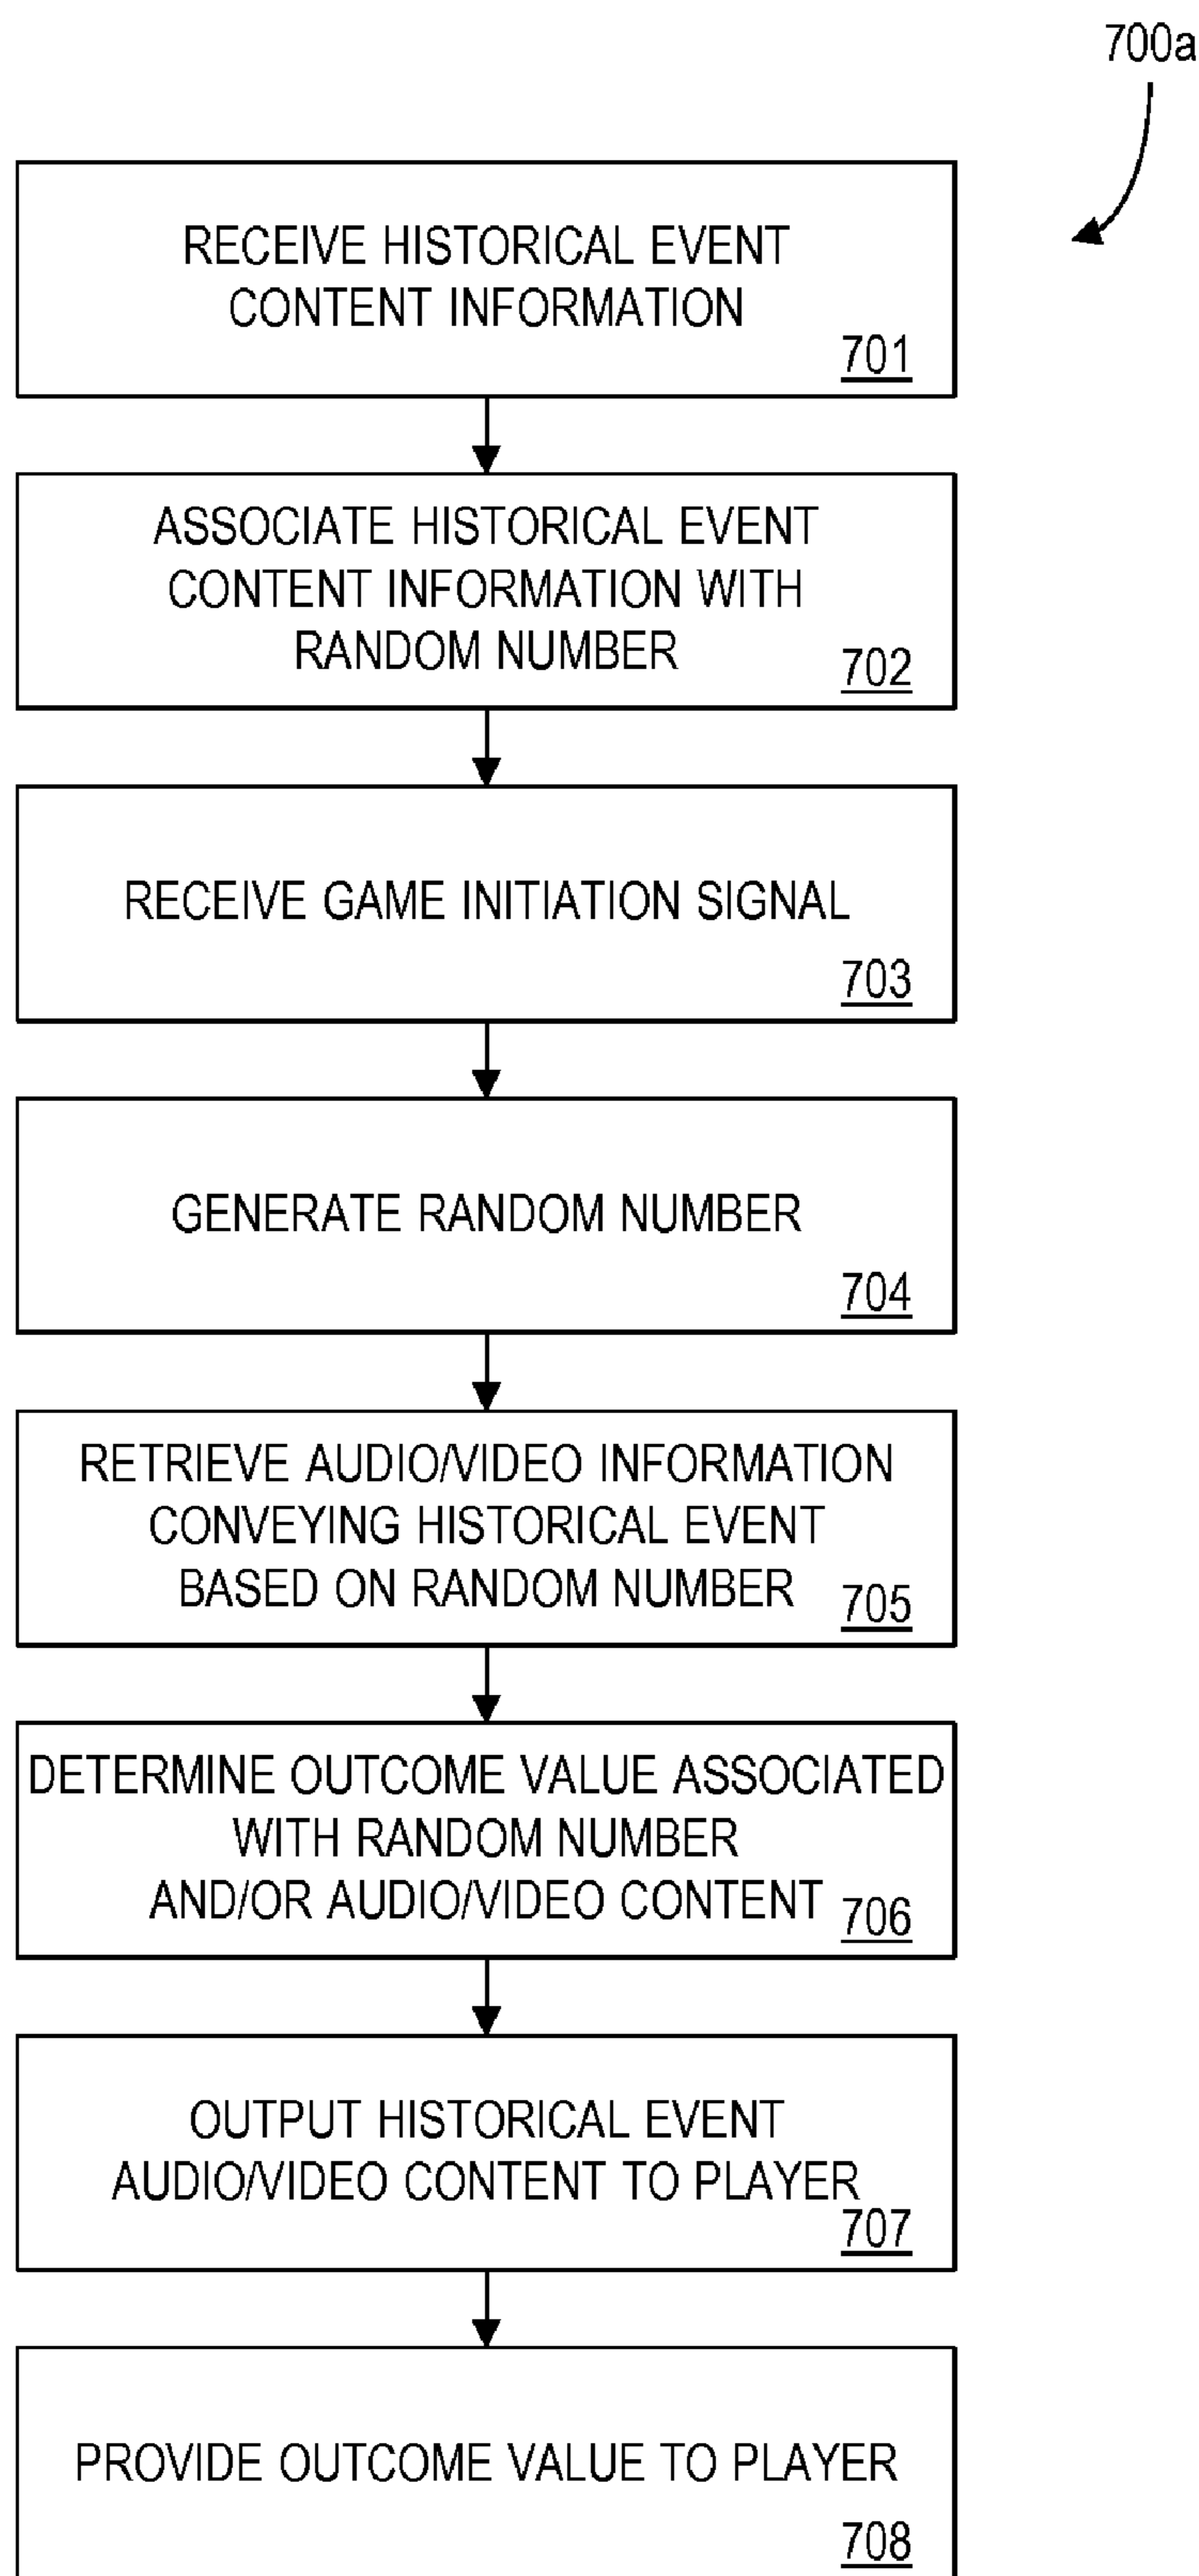 700a
RECEIVE HISTORICAL EVENT
CONTENT INFORMATION
701
ASSOCIATE HISTORICAL EVENT
CONTENT INFORMATION WITH
RANDOM NUMBER
702
RECEIVE GAME INITIATION SIGNAL
703
GENERATE RANDOM NUMBER
704
RETRIEVE AUDIO/VIDEO INFORMATION
CONVEYING HISTORICAL EVENT
BASED ON RANDOM NUMBER
705
DETERMINE OUTCOME VALUE ASSOCIATED
WITH RANDOM NUMBER
AND/OR AUDIO/VIDEO CONTENT
706
OUTPUT HISTORICAL EVENT
AUDIO/VIDEO CONTENT TO PLAYER
707
PROVIDE OUTCOME VALUE TO PLAYER
708